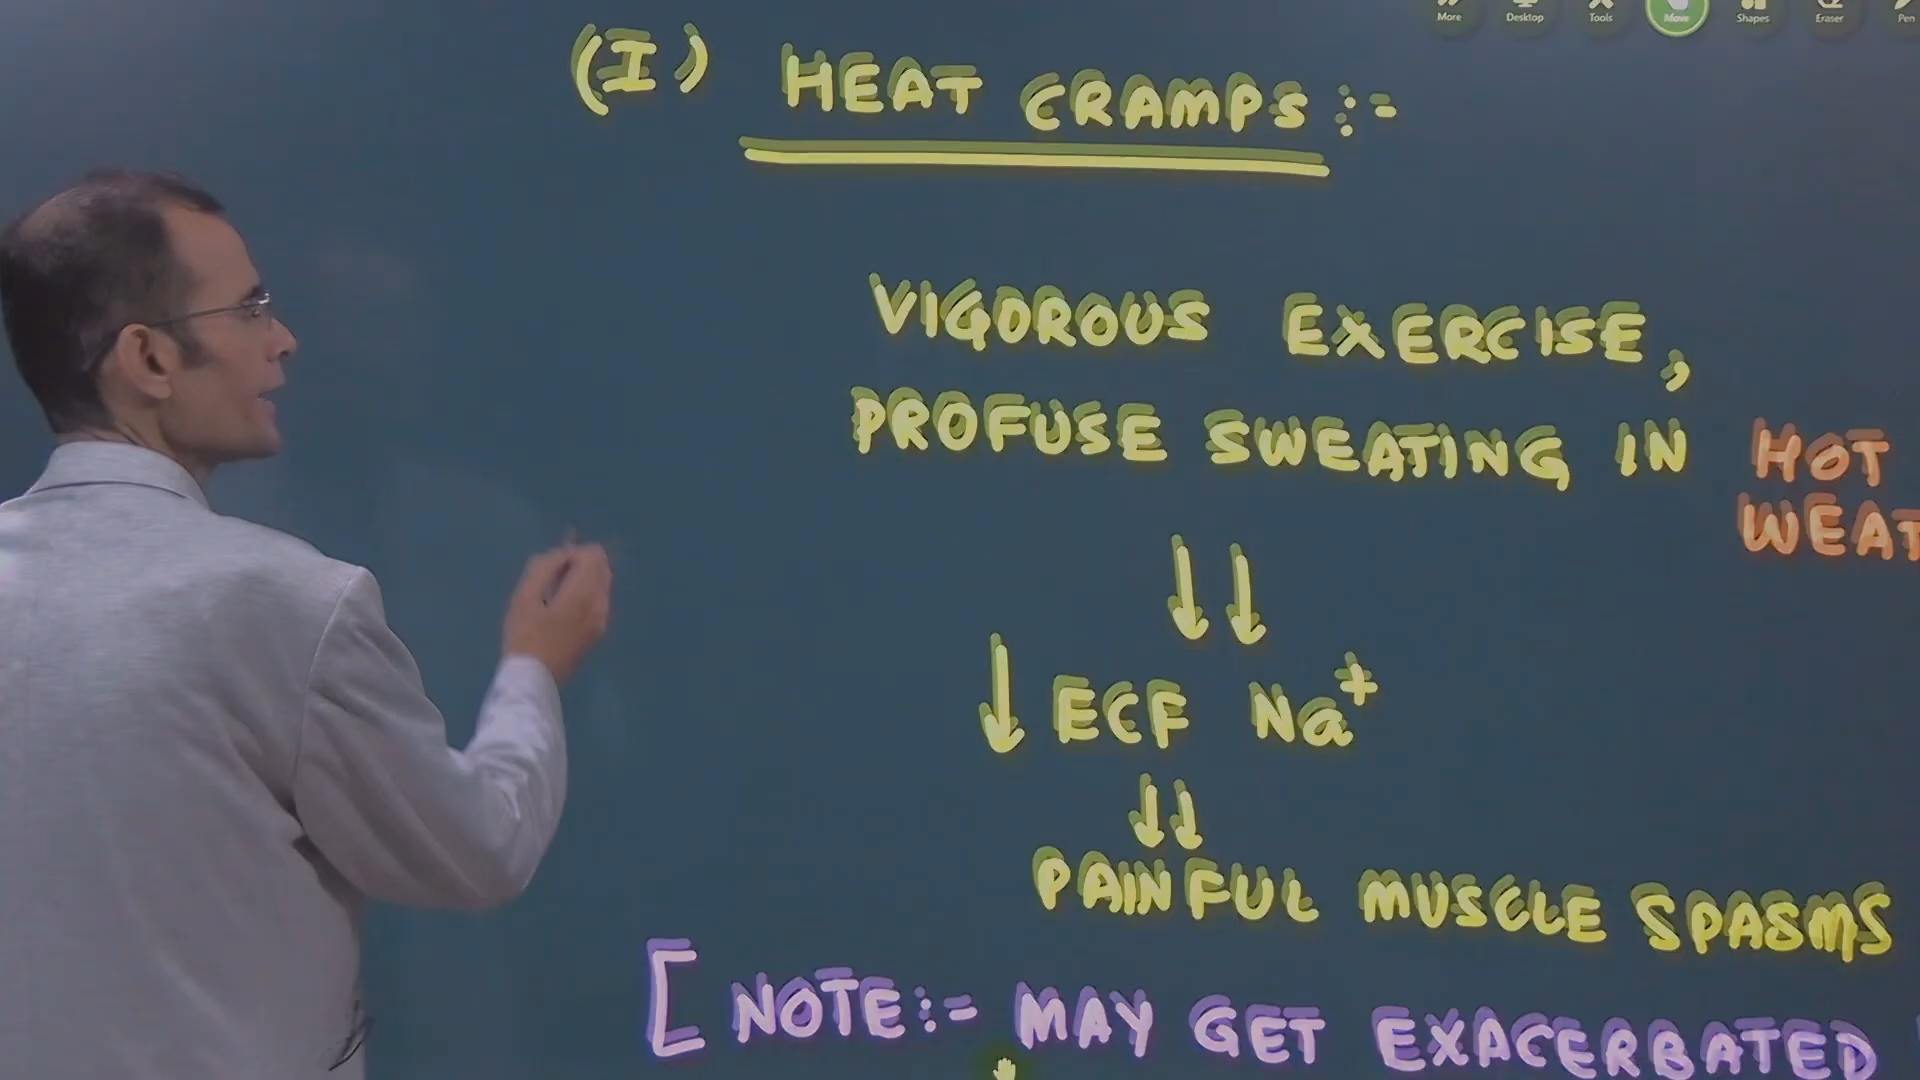 More Desktop Tools Move Shapes Eraser Pen
(I) HEAT CRAMPS :-
VIGOROUS EXERCISE,
PROFUSE SWEATING IN HOT
WEAT
↓↓
↓ ECF Na⁺
↓↓
PAINFUL MUSCLE SPASMS
[ NOTE:- MAY GET EXACERBATED